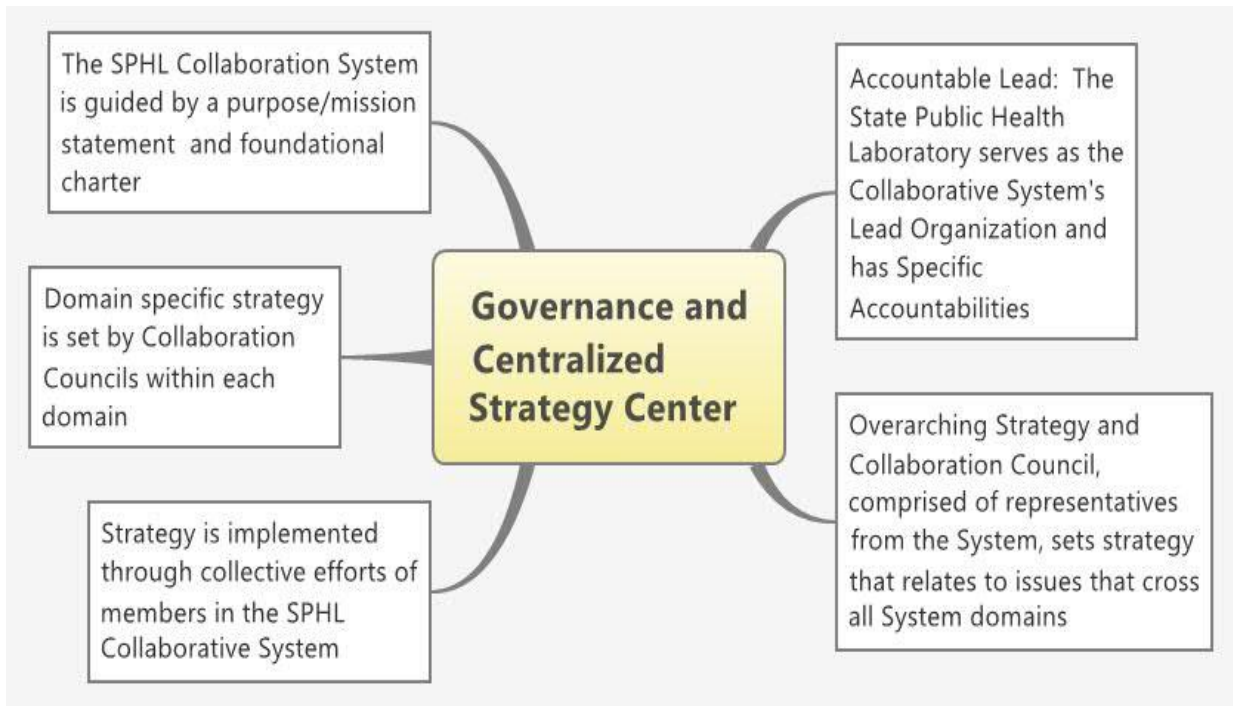 The SPHL Collaboration System
is guided by a purpose/mission
statement and foundational
charter
Domain specific strategy
is set by Collaboration
Councils within each
domain
Strategy is implemented
through collective efforts of
members in the SPHL
Collaborative System
Governance and
Centralized
Strategy Center
Accountable Lead: The
State Public Health
Laboratory serves as the
Collaborative System's
Lead Organization and
has Specific
Accountabilities
Overarching Strategy and
Collaboration Council,
comprised of representatives
from the System, sets strategy
that relates to issues that cross
all System domains